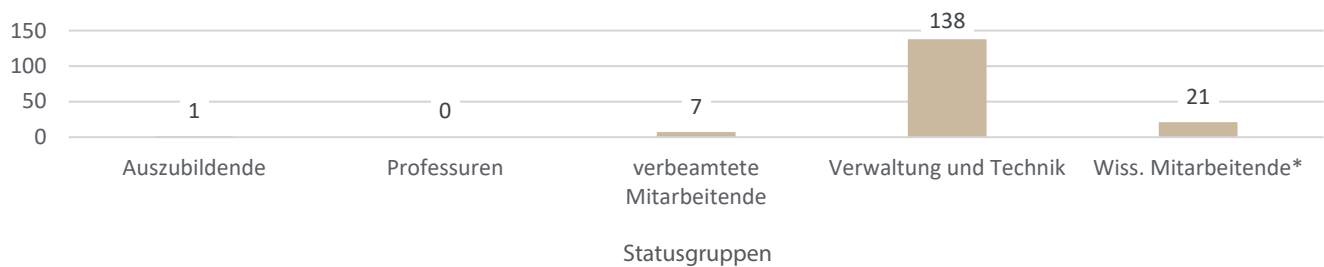 150
138
100
50
1
0
7
21
0
Auszubildende
Professuren
verbeamtete
Mitarbeitende
Verwaltung und Technik
Wiss. Mitarbeitende*
Statusgruppen